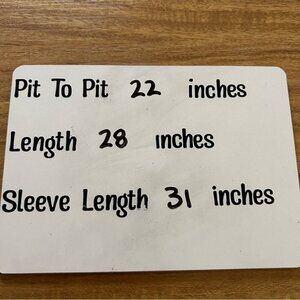 Pit To Pit 22 inches
Length 28 inches
Sleeve Length 31 inches